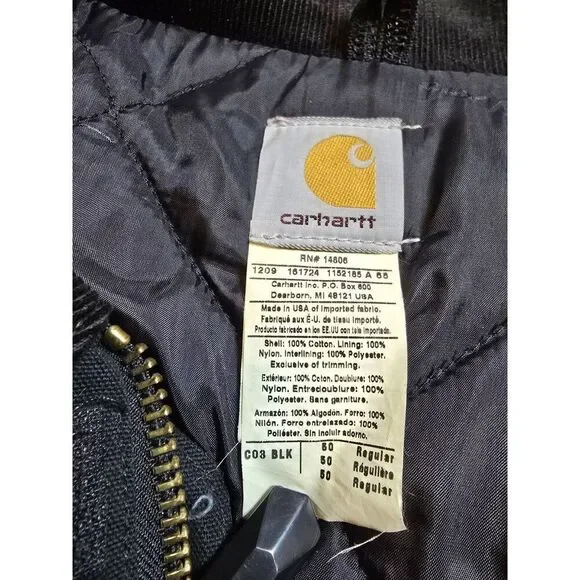 carhartt
RN# 14806
1209 161724 1152185 A 68
Carhartt Inc. P.O. Box 600
Dearborn, MI 48121 USA
Made in USA of imported fabric.
Fabriqué aux É-U. de tissu importé.
Producto fabricado en los EE.UU con tela importada.
Shell: 100% Cotton. Lining: 100%
Nylon. Interlining: 100% Polyester.
Exclusive of trimming.
Extérieur: 100% Coton. Doublure: 100%
Nylon. Entredoublure: 100%
Polyester. Sans garniture.
Armazón: 100% Algodón. Forro: 100%
Nilón. Forro entrelazado: 100%
Poliéster. Sin incluir adorno.
C03 BLK 50 Regular
50 Régulière
50 Regular